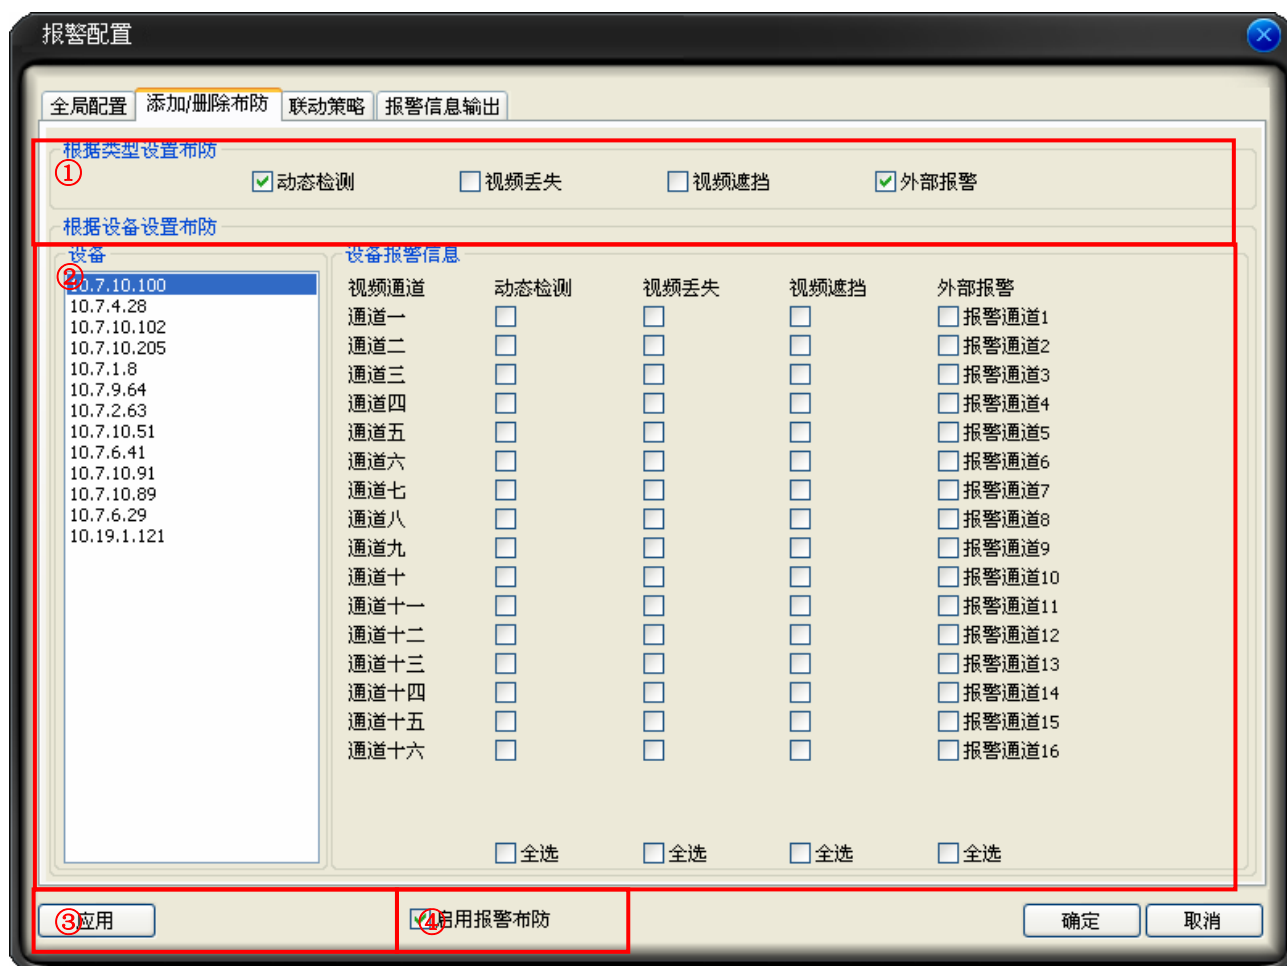 报警配置
全局配置 添加/删除布防 联动策略 报警信息输出
根据类型设置布防
① 动态检测 视频丢失 视频遮挡 外部报警
根据设备设置布防
设备 设备报警信息
②
10.7.10.100
10.7.4.28
10.7.10.102
10.7.10.205
10.7.1.8
10.7.9.64
10.7.2.63
10.7.10.51
10.7.6.41
10.7.10.91
10.7.10.89
10.7.6.29
10.19.1.121
视频通道 动态检测 视频丢失 视频遮挡 外部报警
通道一 报警通道1
通道二 报警通道2
通道三 报警通道3
通道四 报警通道4
通道五 报警通道5
通道六 报警通道6
通道七 报警通道7
通道八 报警通道8
通道九 报警通道9
通道十 报警通道10
通道十一 报警通道11
通道十二 报警通道12
通道十三 报警通道13
通道十四 报警通道14
通道十五 报警通道15
通道十六 报警通道16
全选 全选 全选 全选
③ 应用 ④ 启用报警布防 确定 取消